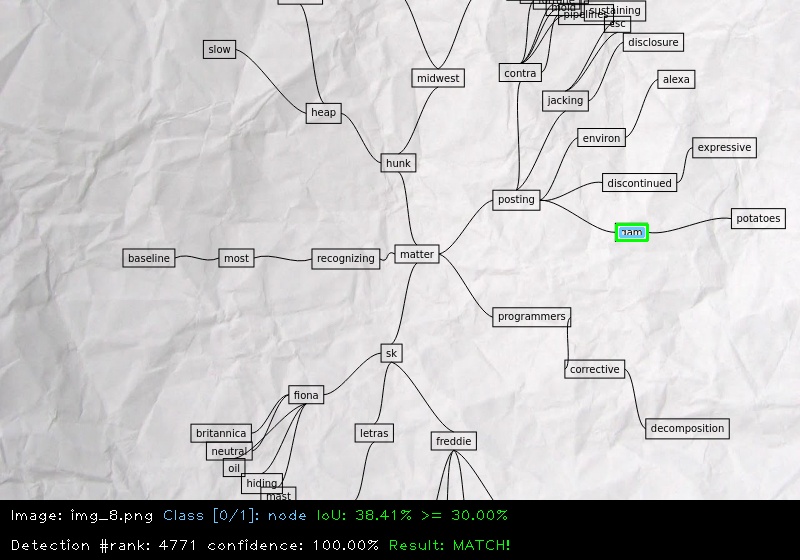 sustaining
pipelines
esc
disclosure
slow
contra
midwest
alexa
jacking
heap
environ
expressive
hunk
discontinued
posting
potatoes
gam
matter
baseline
most
recognizing
programmers
sk
corrective
fiona
decomposition
britannica
letras
freddie
neutral
oil
hiding
mast
Image: img_8.png Class [0/1]: node IoU: 38.41% >= 30.00%
Detection #rank: 4771 confidence: 100.00% Result: MATCH!